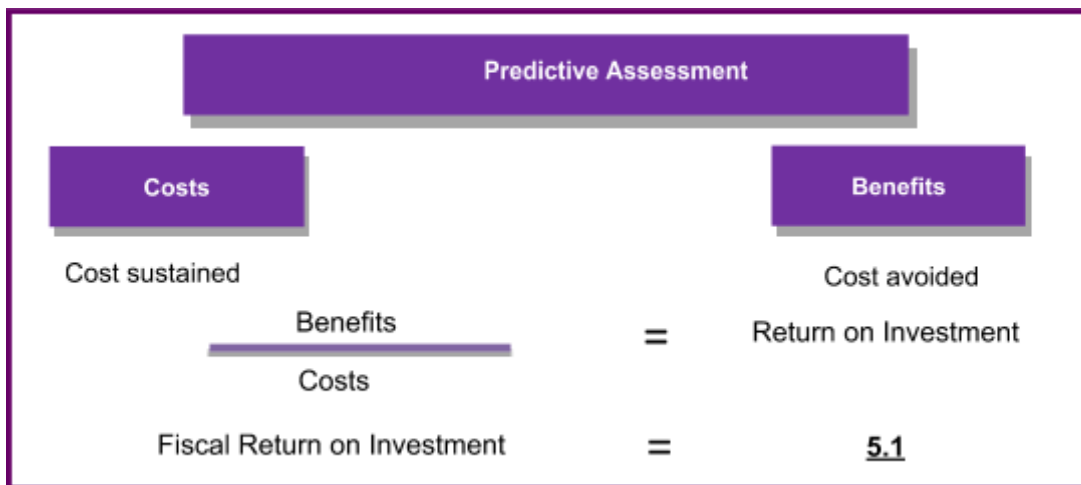 Predictive Assessment
Costs
Benefits
Cost sustained
Cost avoided
Benefits
=
Return on Investment
Costs
Fiscal Return on Investment
=
5.1